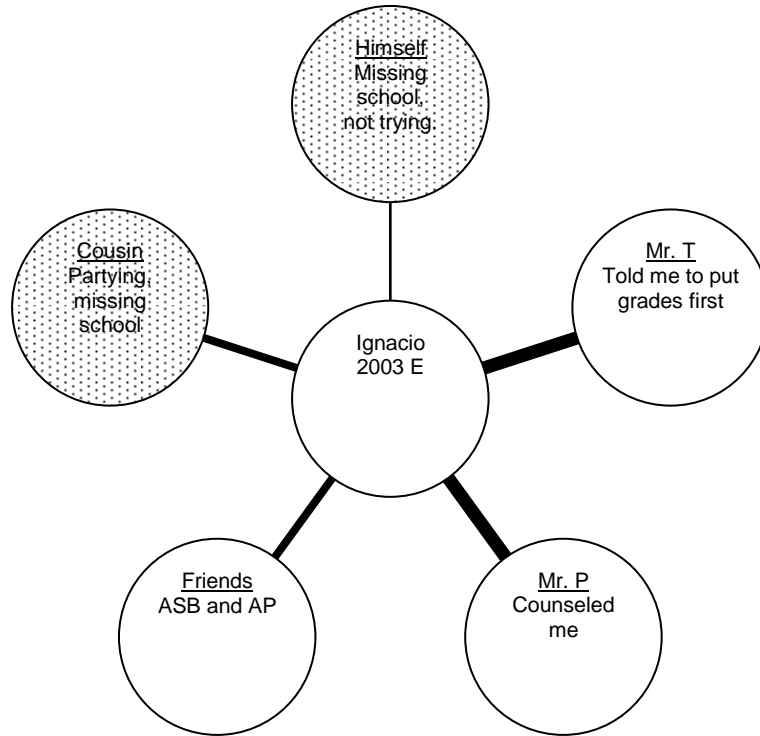 Himself
Missing
school,
not trying.
Cousin
Partying,
missing
school
Mr. T
Told me to put
grades first
Ignacio
2003 E
Friends
ASB and AP
Mr. P
Counseled
me